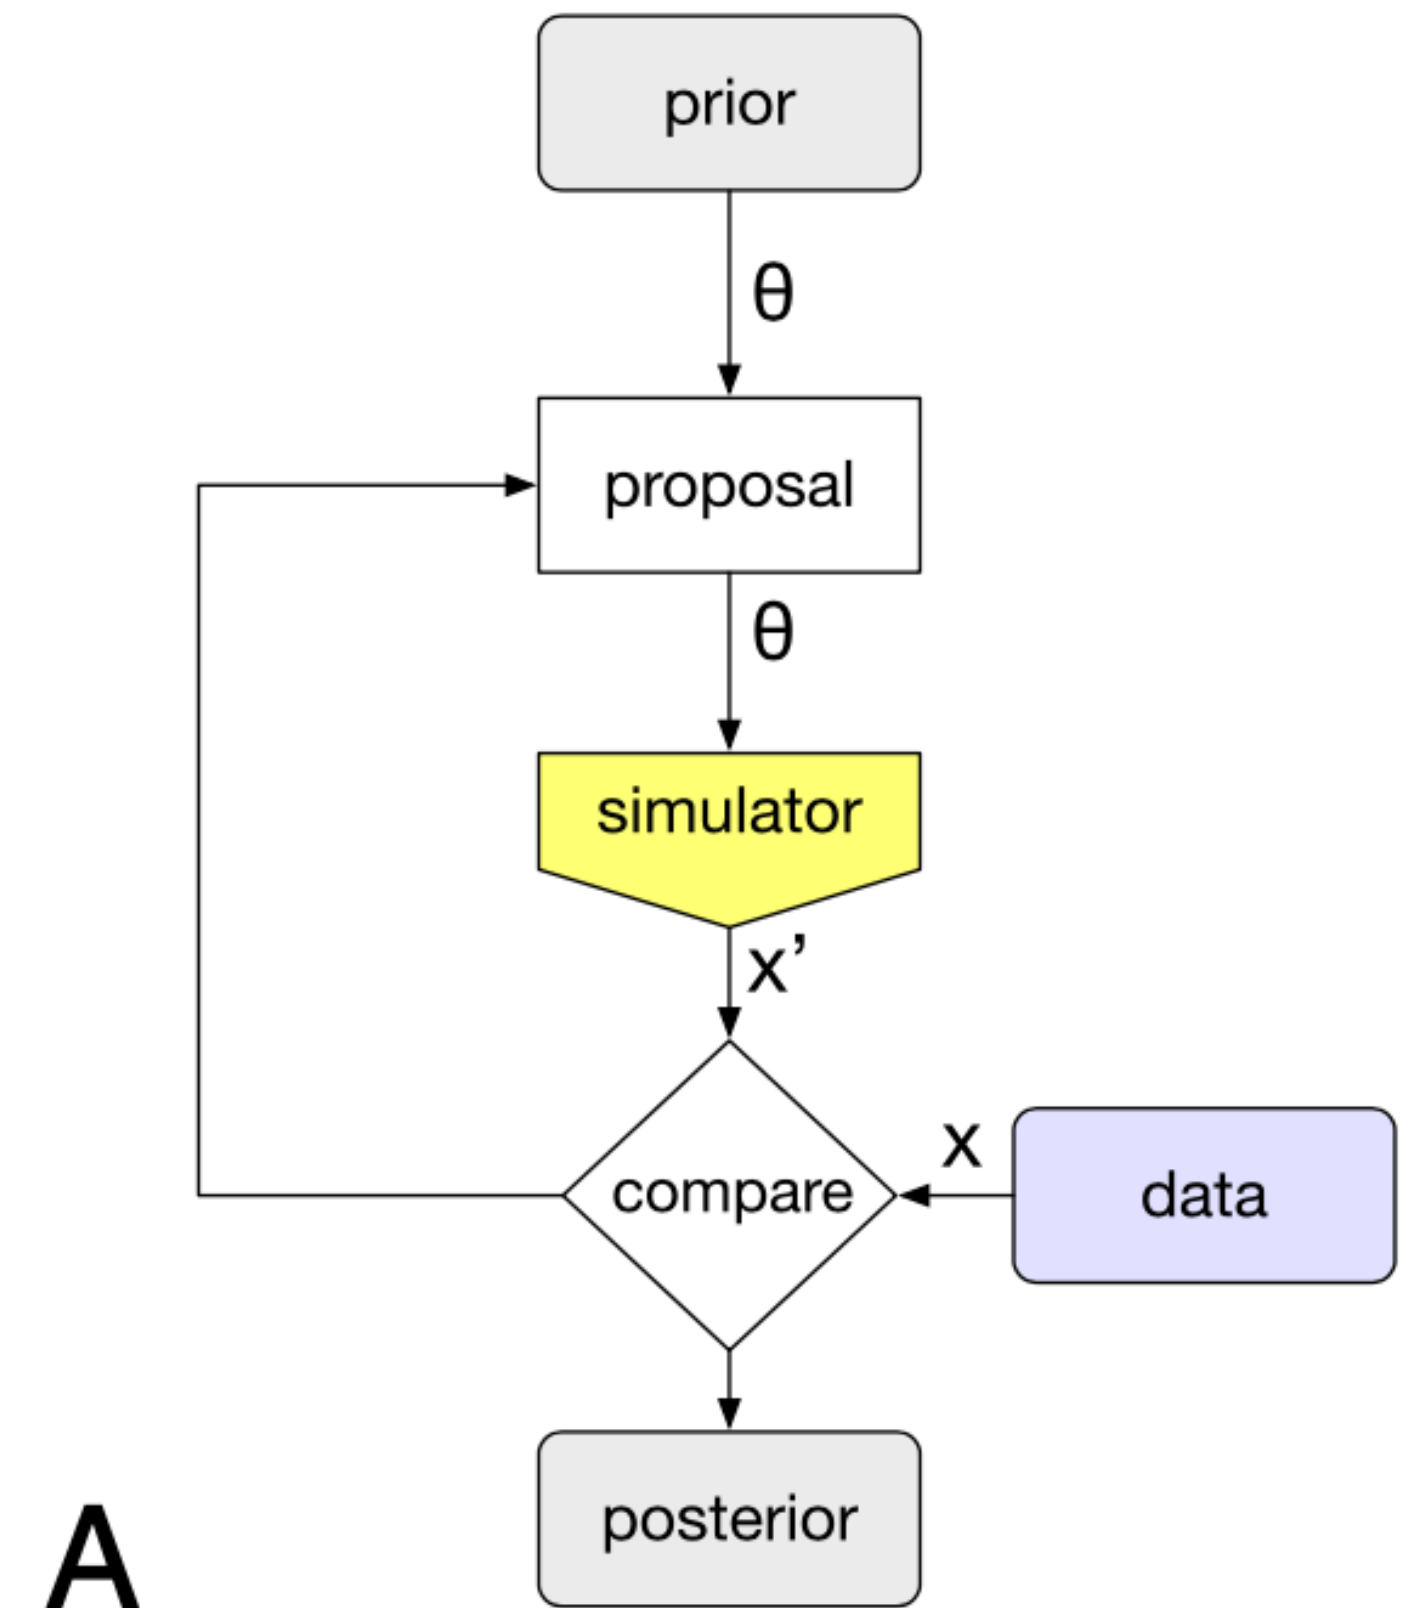 prior
θ
proposal
θ
simulator
x’
x
compare
data
posterior
A